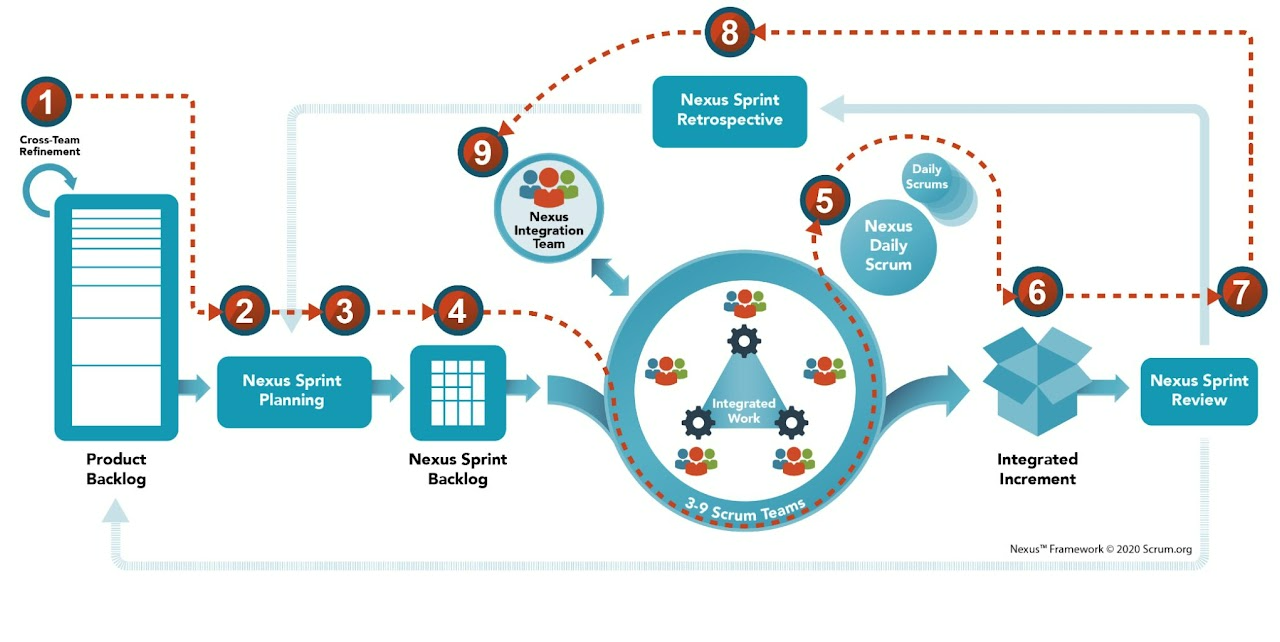 8
1
Nexus Sprint
Retrospective
Cross-Team
Refinement
9
Daily
Scrums
5
Nexus
Integration
Team
Nexus
Daily
Scrum
2
3
4
6
7
Nexus Sprint
Planning
Integrated
Work
Nexus Sprint
Review
Product
Backlog
Nexus Sprint
Backlog
Integrated
Increment
3-9 Scrum Teams
Nexus™ Framework © 2020 Scrum.org